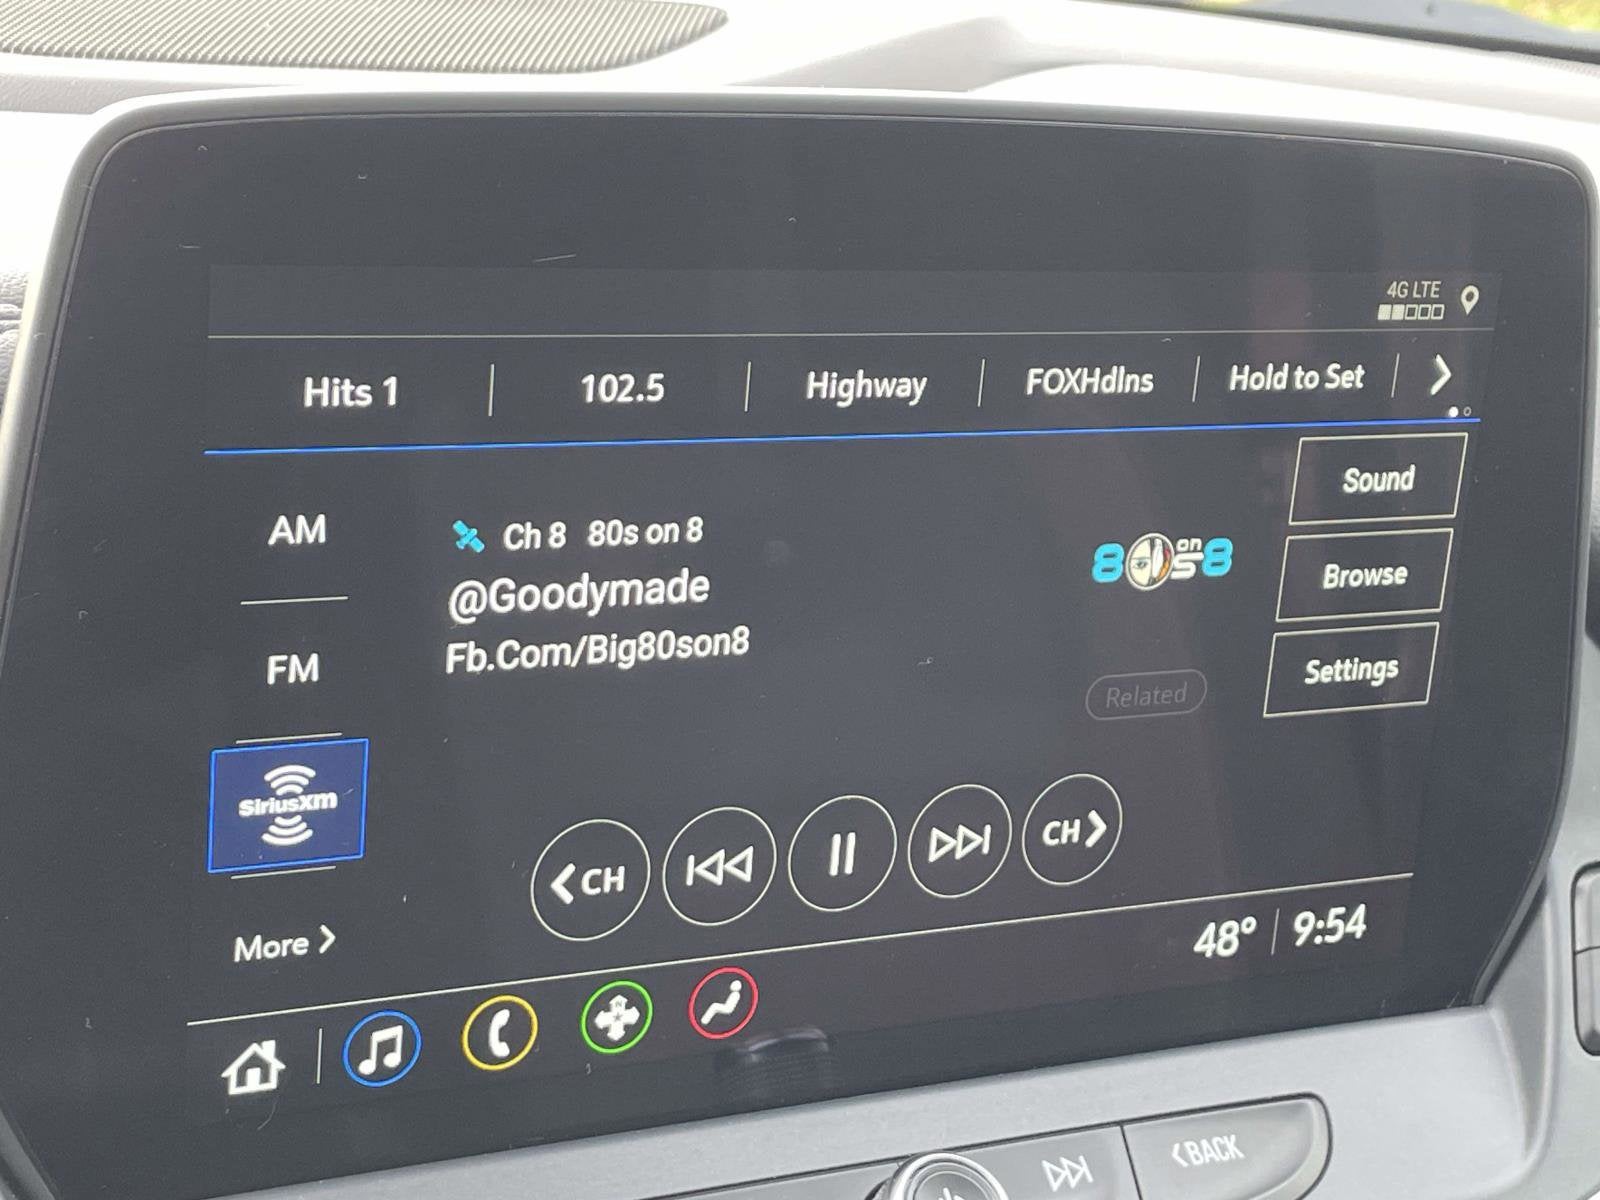 4G LTE
Hits 1
102.5
Highway
FOXHdlns
Hold to Set
AM
FM
SiriusXm
More >
Ch 8 80s on 8
@Goodymade
Fb.Com/Big80son8
80s on 8
Related
Sound
Browse
Settings
<CH
CH>
48° 9:54
<BACK